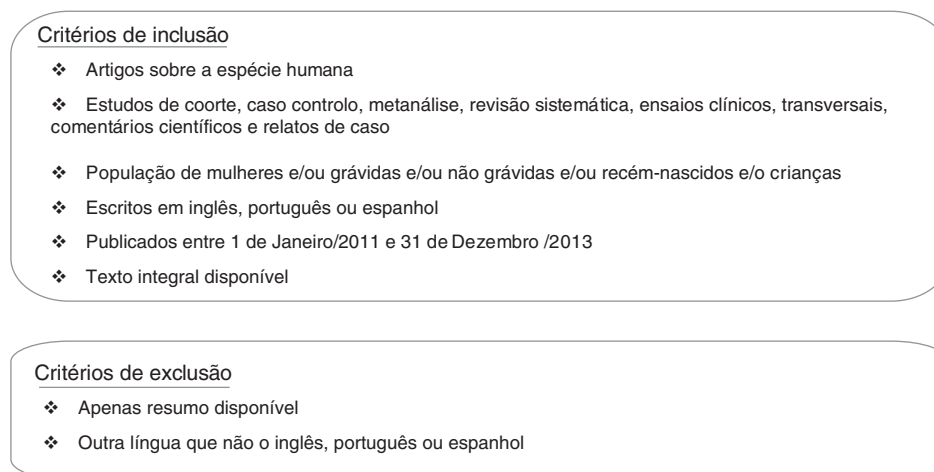 Critérios de inclusão
❖ Artigos sobre a espécie humana
❖ Estudos de coorte, caso controlo, metanálise, revisão sistemática, ensaios clínicos, transversais,
comentários científicos e relatos de caso
❖ População de mulheres e/ou grávidas e/ou não grávidas e/ou recém-nascidos e/o crianças
❖ Escritos em inglês, português ou espanhol
❖ Publicados entre 1 de Janeiro/2011 e 31 de Dezembro /2013
❖ Texto integral disponível
Critérios de exclusão
❖ Apenas resumo disponível
❖ Outra língua que não o inglês, português ou espanhol